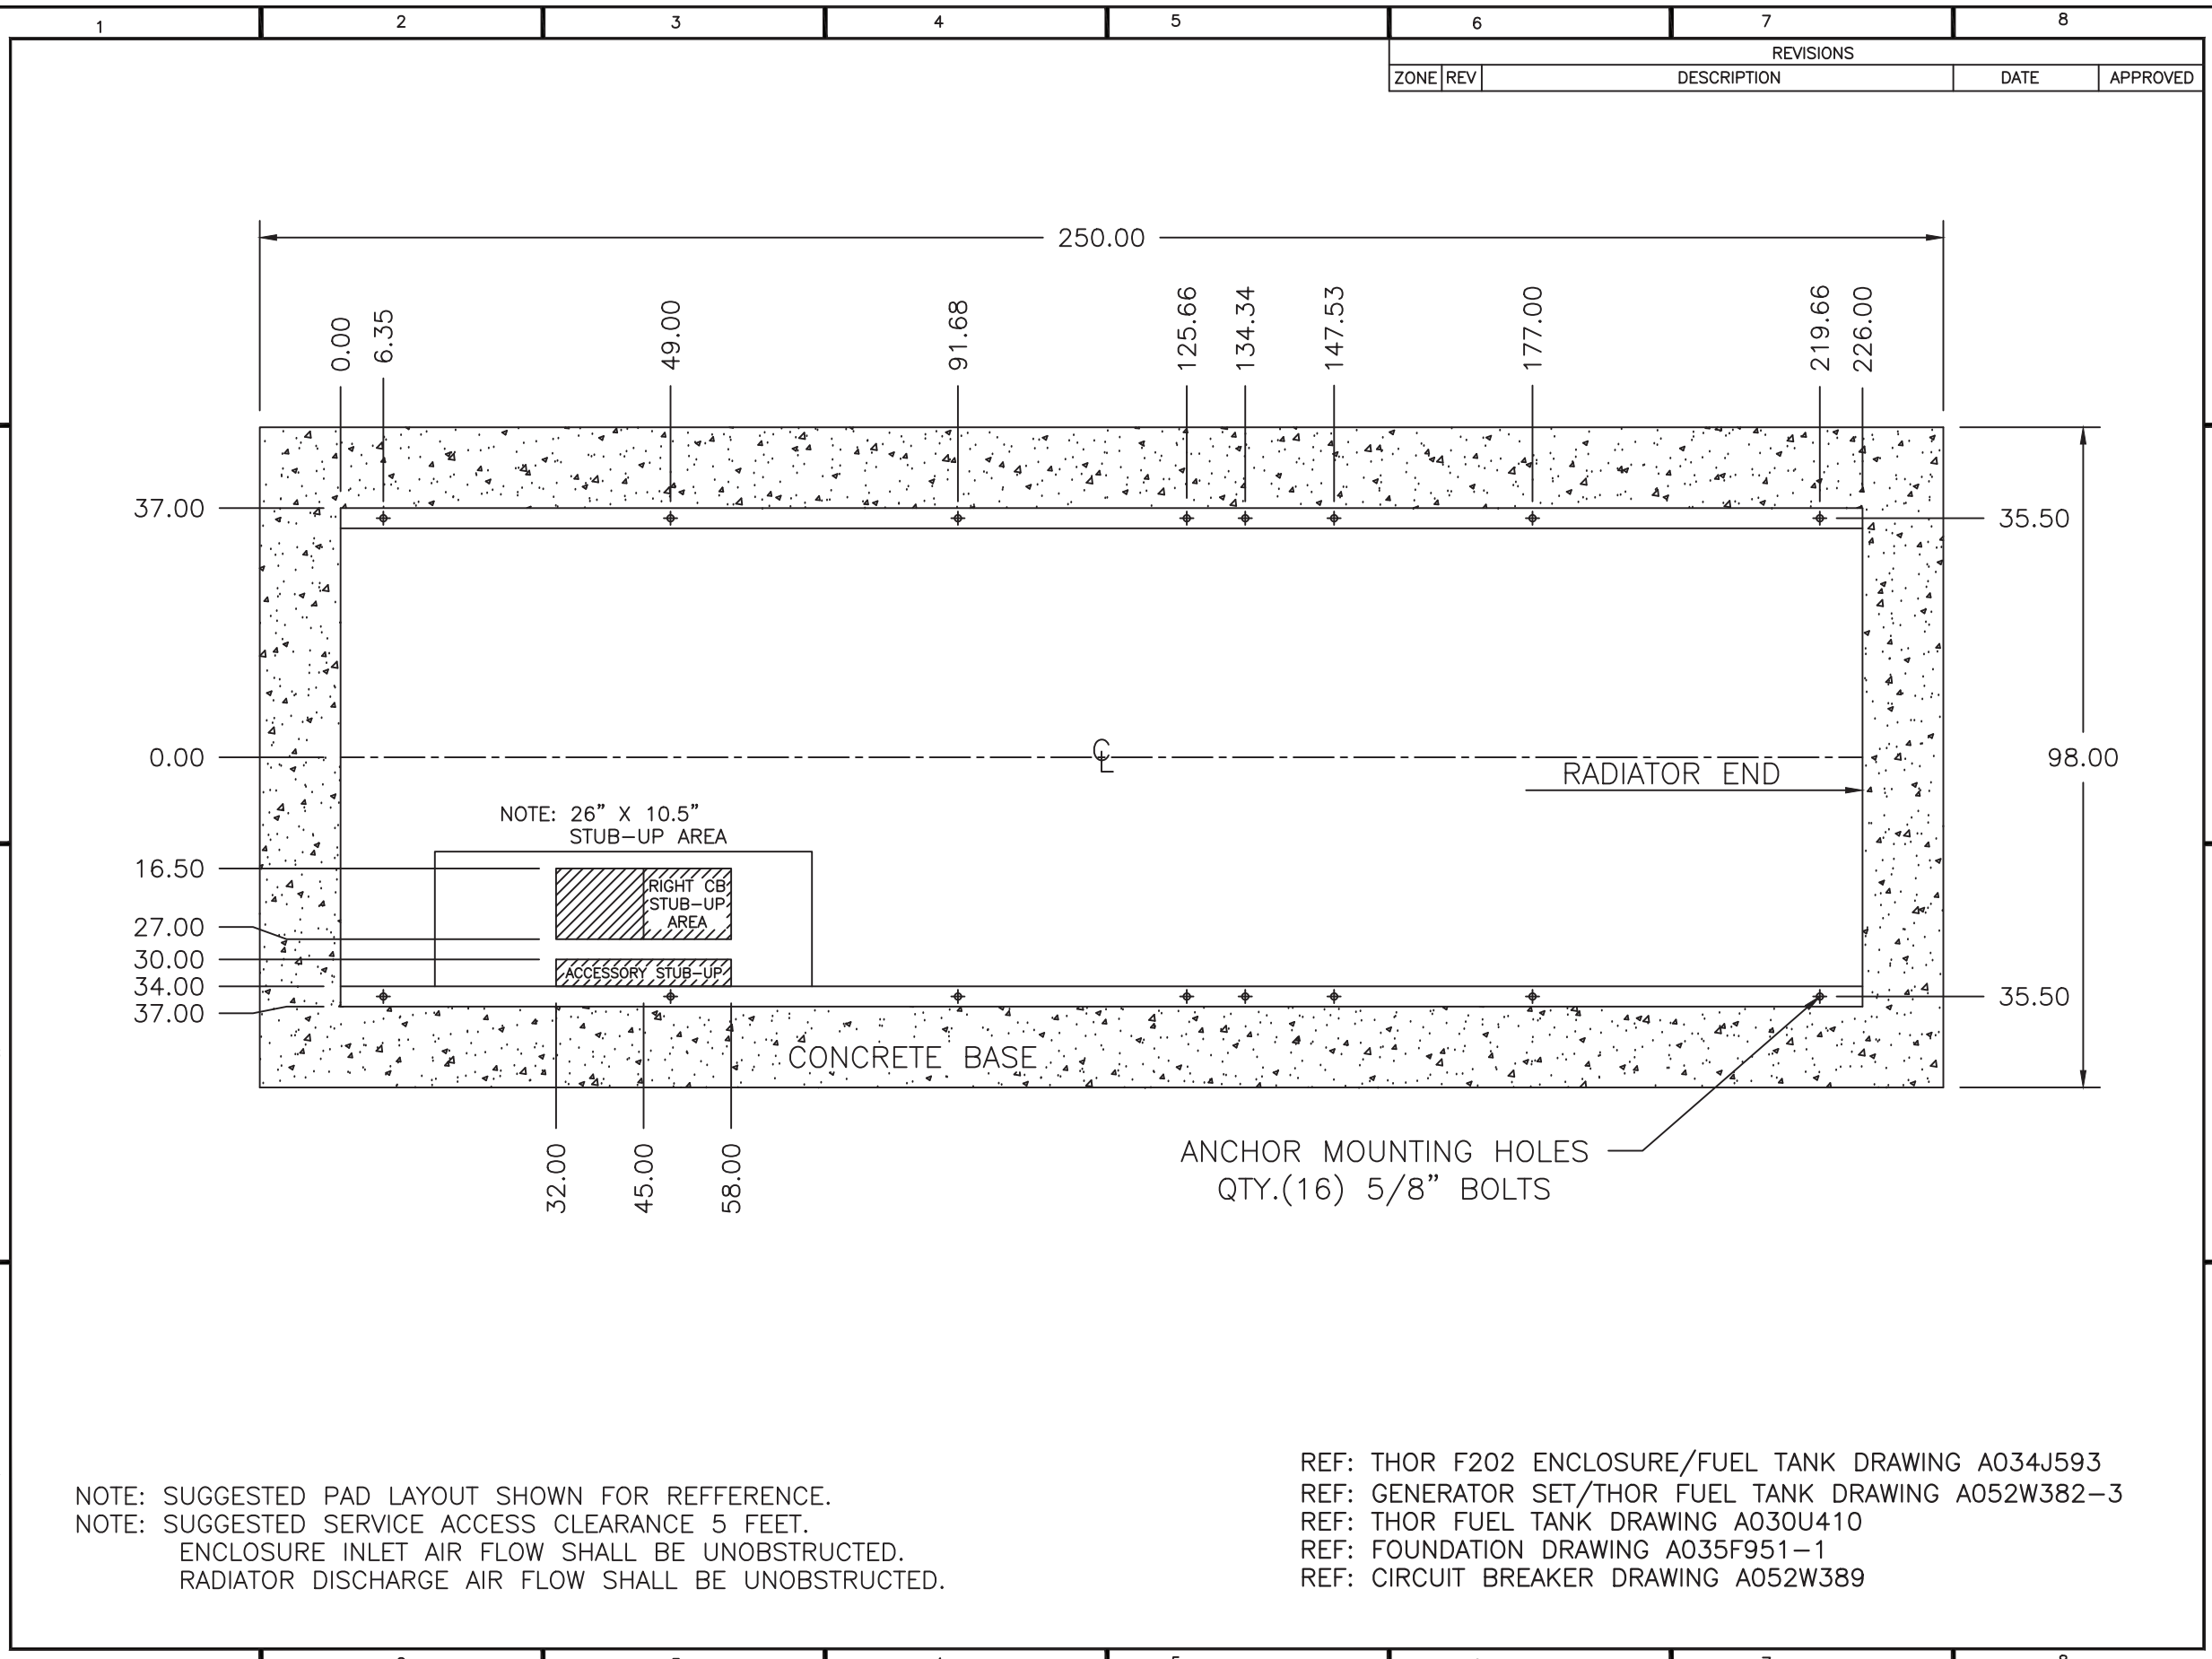 1 2 3 4 5 6 7 8
REVISIONS
ZONE REV DESCRIPTION DATE APPROVED
250.00
0.00 6.35 49.00 91.68 125.66 134.34 147.53 177.00 219.66 226.00
37.00
35.50
0.00
℄
98.00
RADIATOR END
NOTE: 26” X 10.5”
STUB-UP AREA
16.50
RIGHT CB
STUB-UP
AREA
27.00
30.00
ACCESSORY STUB-UP
34.00
35.50
37.00
CONCRETE BASE
32.00 45.00 58.00
ANCHOR MOUNTING HOLES
QTY.(16) 5/8” BOLTS
NOTE: SUGGESTED PAD LAYOUT SHOWN FOR REFFERENCE.
NOTE: SUGGESTED SERVICE ACCESS CLEARANCE 5 FEET.
ENCLOSURE INLET AIR FLOW SHALL BE UNOBSTRUCTED.
RADIATOR DISCHARGE AIR FLOW SHALL BE UNOBSTRUCTED.
REF: THOR F202 ENCLOSURE/FUEL TANK DRAWING A034J593
REF: GENERATOR SET/THOR FUEL TANK DRAWING A052W382-3
REF: THOR FUEL TANK DRAWING A030U410
REF: FOUNDATION DRAWING A035F951-1
REF: CIRCUIT BREAKER DRAWING A052W389